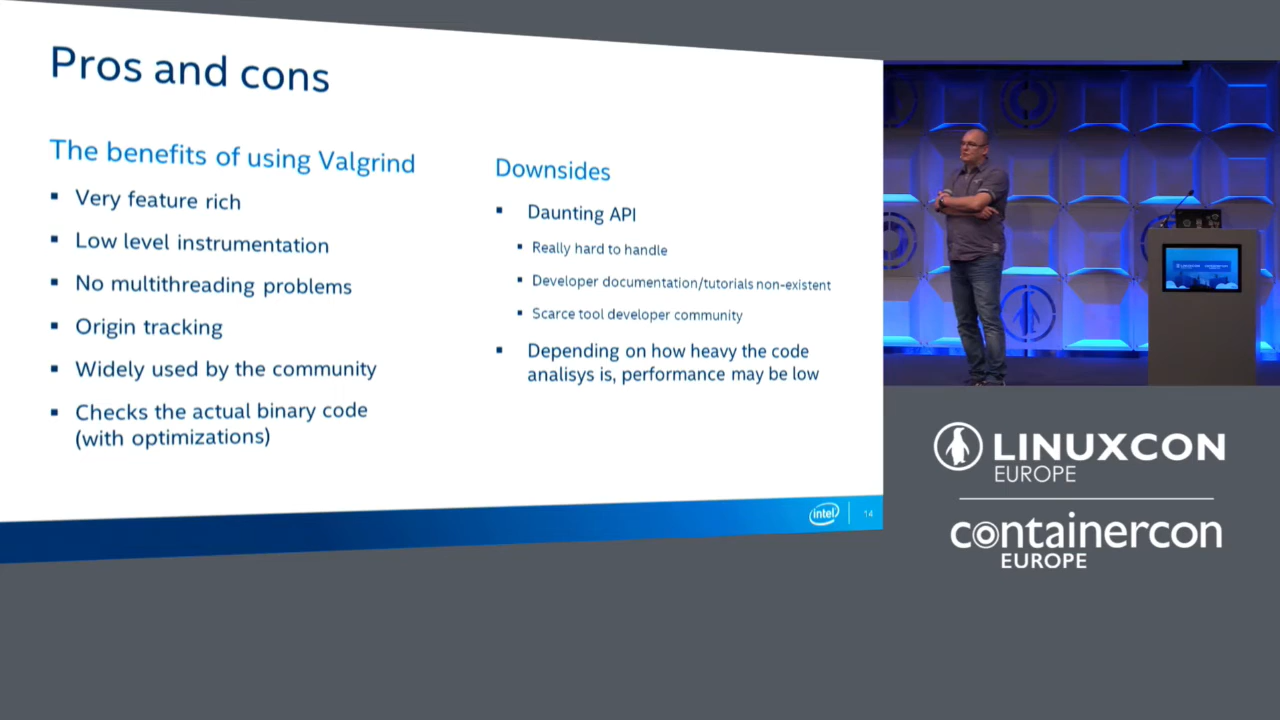 Pros and cons
The benefits of using Valgrind
Very feature rich
Low level instrumentation
No multithreading problems
Origin tracking
Widely used by the community
Checks the actual binary code
(with optimizations)
Downsides
Daunting API
Really hard to handle
Developer documentation/tutorials non-existent
Scarce tool developer community
Depending on how heavy the code
analisys is, performance may be low
intel
14
LINUXCON
EUROPE
containercon
EUROPE
LINUXCON